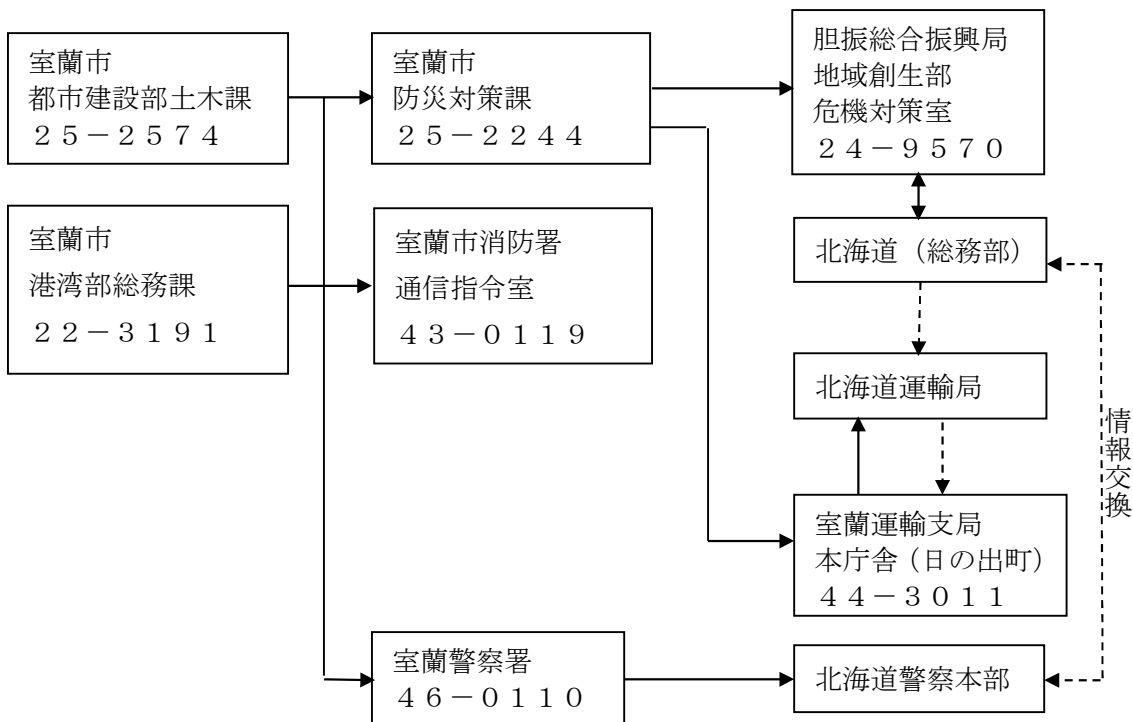 室蘭市
都市建設部土木課
２５－２５７４
室蘭市
防災対策課
２５－２２４４
胆振総合振興局
地域創生部
危機対策室
２４－９５７０
室蘭市
港湾部総務課
２２－３１９１
室蘭市消防署
通信指令室
４３－０１１９
北海道（総務部）
北海道運輸局
情報交換
室蘭運輸支局
本庁舎（日の出町）
４４－３０１１
室蘭警察署
４６－０１１０
北海道警察本部